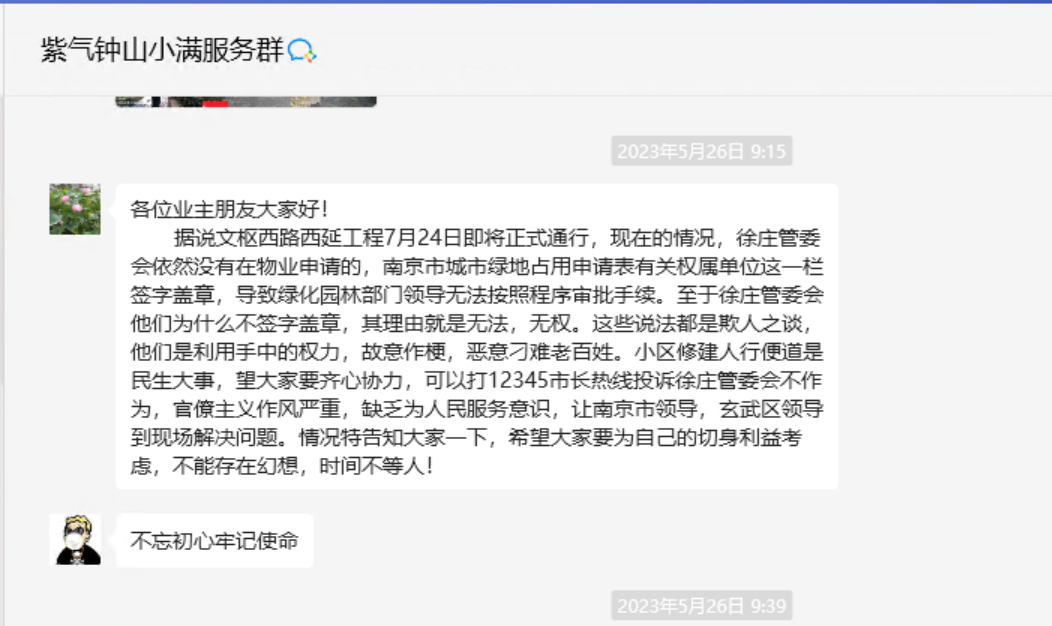 紫气钟山小满服务群
2023年5月26日 9:15
各位业主朋友大家好！
据说文枢西路西延工程7月24日即将正式通行，现在的情况，徐庄管委
会依然没有在物业申请的，南京市城市绿地占用申请表有关权属单位这一栏
签字盖章，导致绿化园林部门领导无法按照程序审批手续。至于徐庄管委会
他们为什么不签字盖章，其理由就是无法，无权。这些说法都是欺人之谈，
他们是利用手中的权力，故意作梗，恶意刁难老百姓。小区修建人行便道是
民生大事，望大家要齐心协力，可以打12345市长热线投诉徐庄管委会不作
为，官僚主义作风严重，缺乏为人民服务意识，让南京市领导，玄武区领导
到现场解决问题。情况特告知大家一下，希望大家要为自己的切身利益考
虑，不能存在幻想，时间不等人！
不忘初心牢记使命
2023年5月26日 9:39